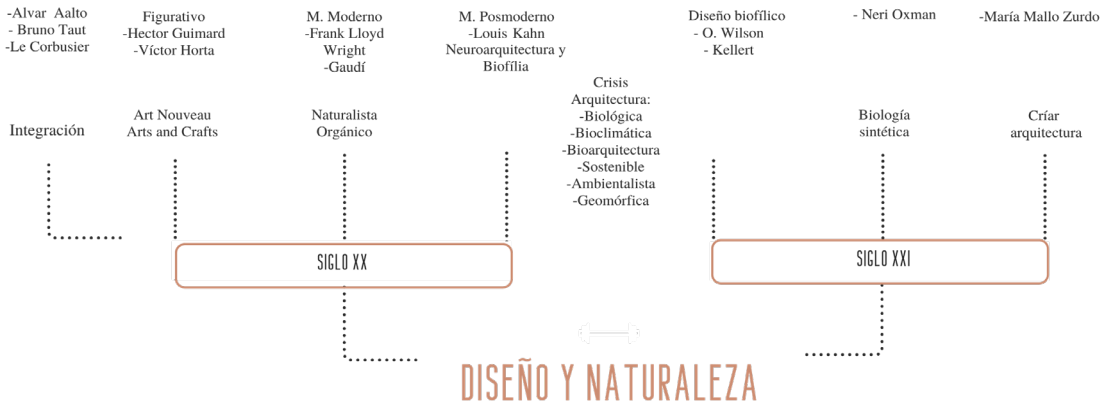 -Alvar Aalto
- Bruno Taut
-Le Corbusier
Integración
Figurativo
-Hector Guimard
-Víctor Horta
Art Nouveau
Arts and Crafts
M. Moderno
-Frank Lloyd
Wright
-Gaudí
Naturalista
Orgánico
M. Posmoderno
-Louis Kahn
Neuroarquitectura y
Biofília
Crisis
Arquitectura:
-Biológica
-Bioclimática
-Bioarquitectura
-Sostenible
-Ambientalista
-Geomórfica
Diseño biofílico
- O. Wilson
- Kellert
- Neri Oxman
Biología
sintética
-María Mallo Zurdo
Críar
arquitectura
SIGLO XX
SIGLO XXI
DISEÑO Y NATURALEZA